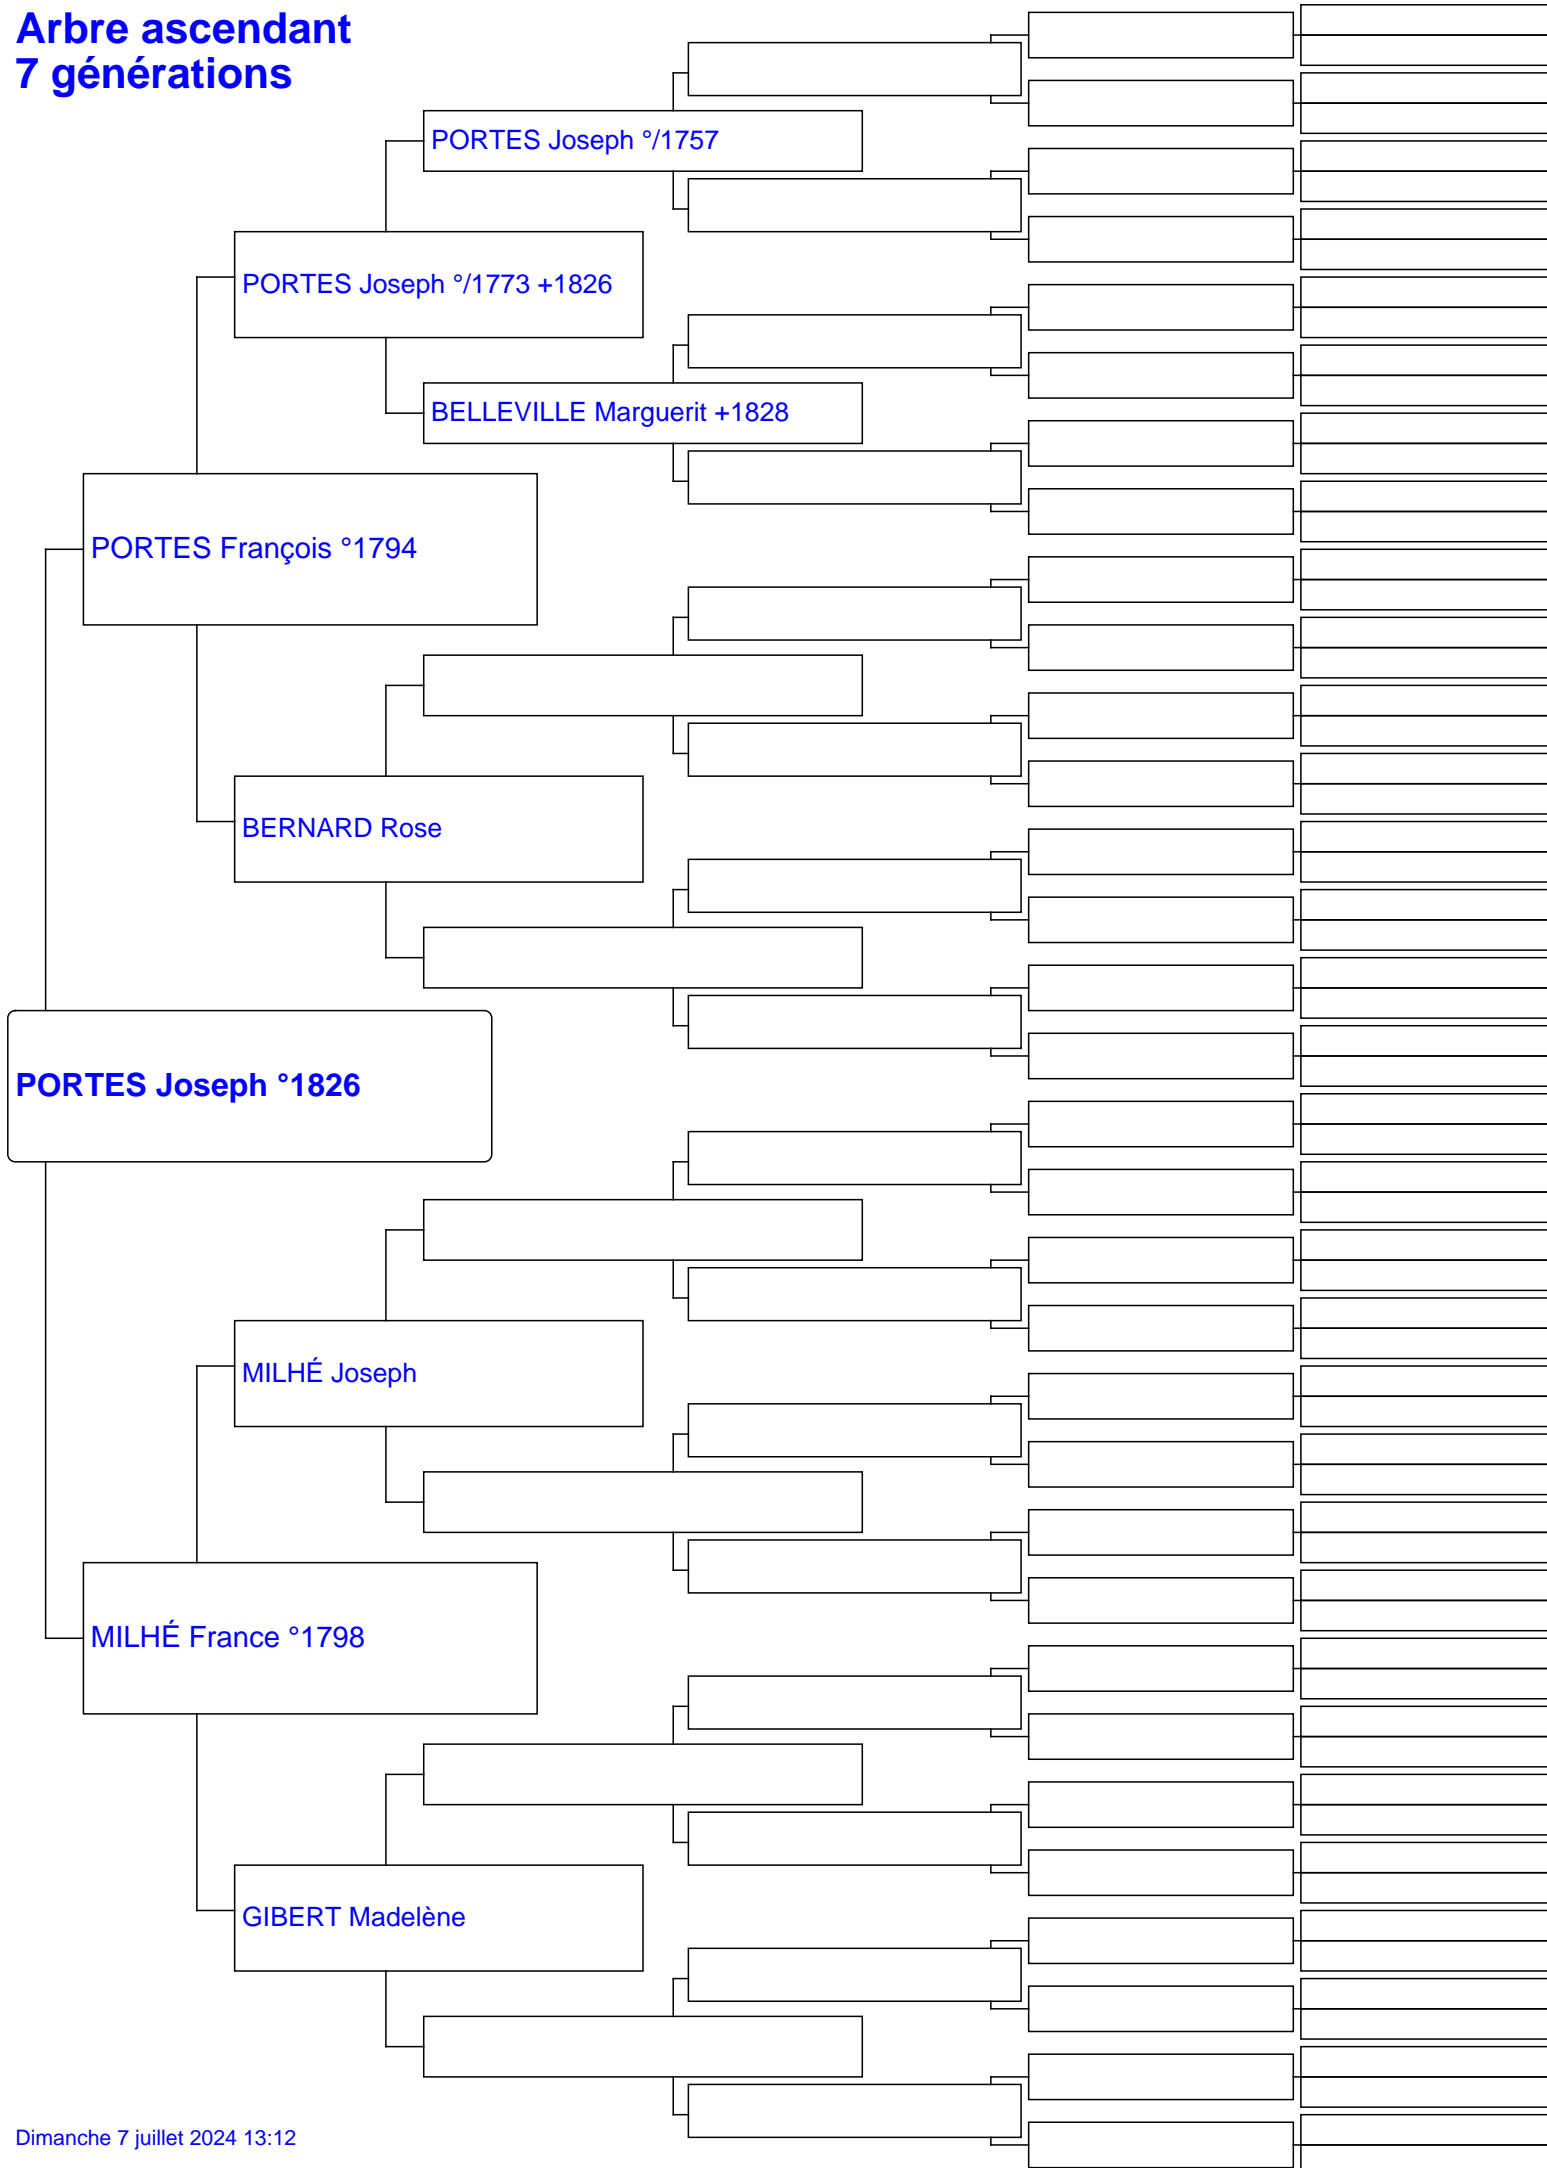 Arbre ascendant
7 générations
PORTES Joseph °/1757
PORTES Joseph °/1773 +1826
BELLEVILLE Marguerit +1828
PORTES François °1794
BERNARD Rose
PORTES Joseph °1826
MILHÉ Joseph
MILHÉ France °1798
GIBERT Madelène
Dimanche 7 juillet 2024 13:12